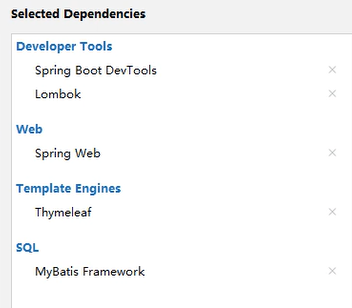 Selected Dependencies
Developer Tools
Spring Boot DevTools
Lombok
Web
Spring Web
Template Engines
Thymeleaf
SQL
MyBatis Framework